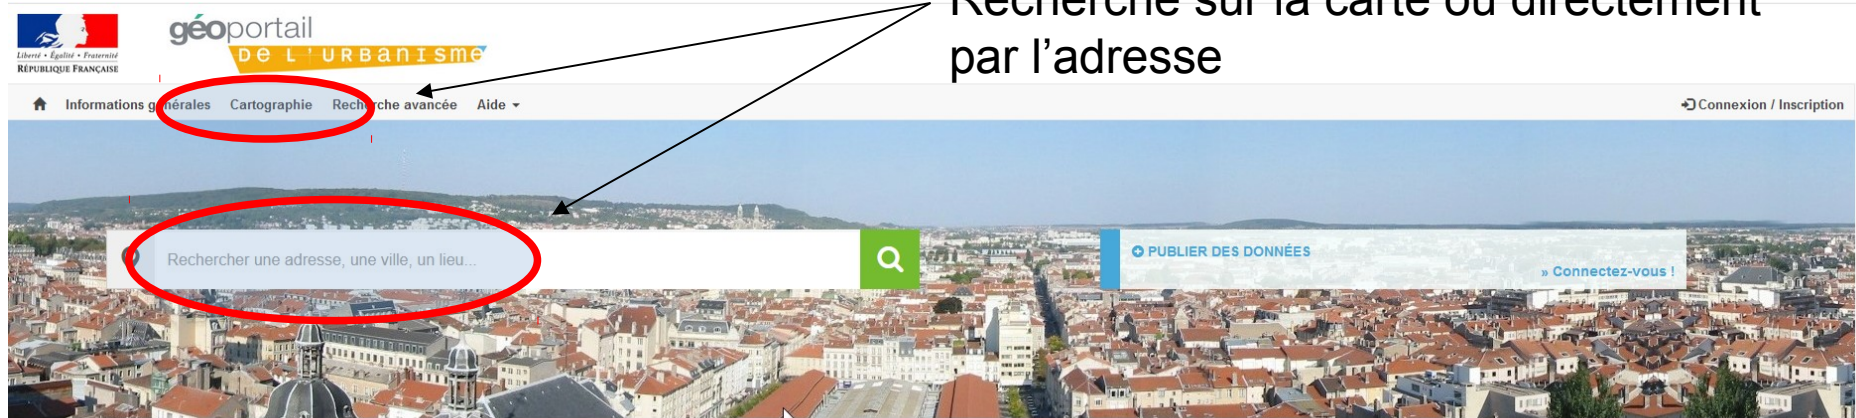 Recherche sur la carte ou directement
par l’adresse
Liberté • Égalité • Fraternité
RÉPUBLIQUE FRANÇAISE
géoportail
DE L'URBANISME
Informations générales Cartographie Recherche avancée Aide
Connexion / Inscription
Rechercher une adresse, une ville, un lieu...
PUBLIER DES DONNÉES
» Connectez-vous !